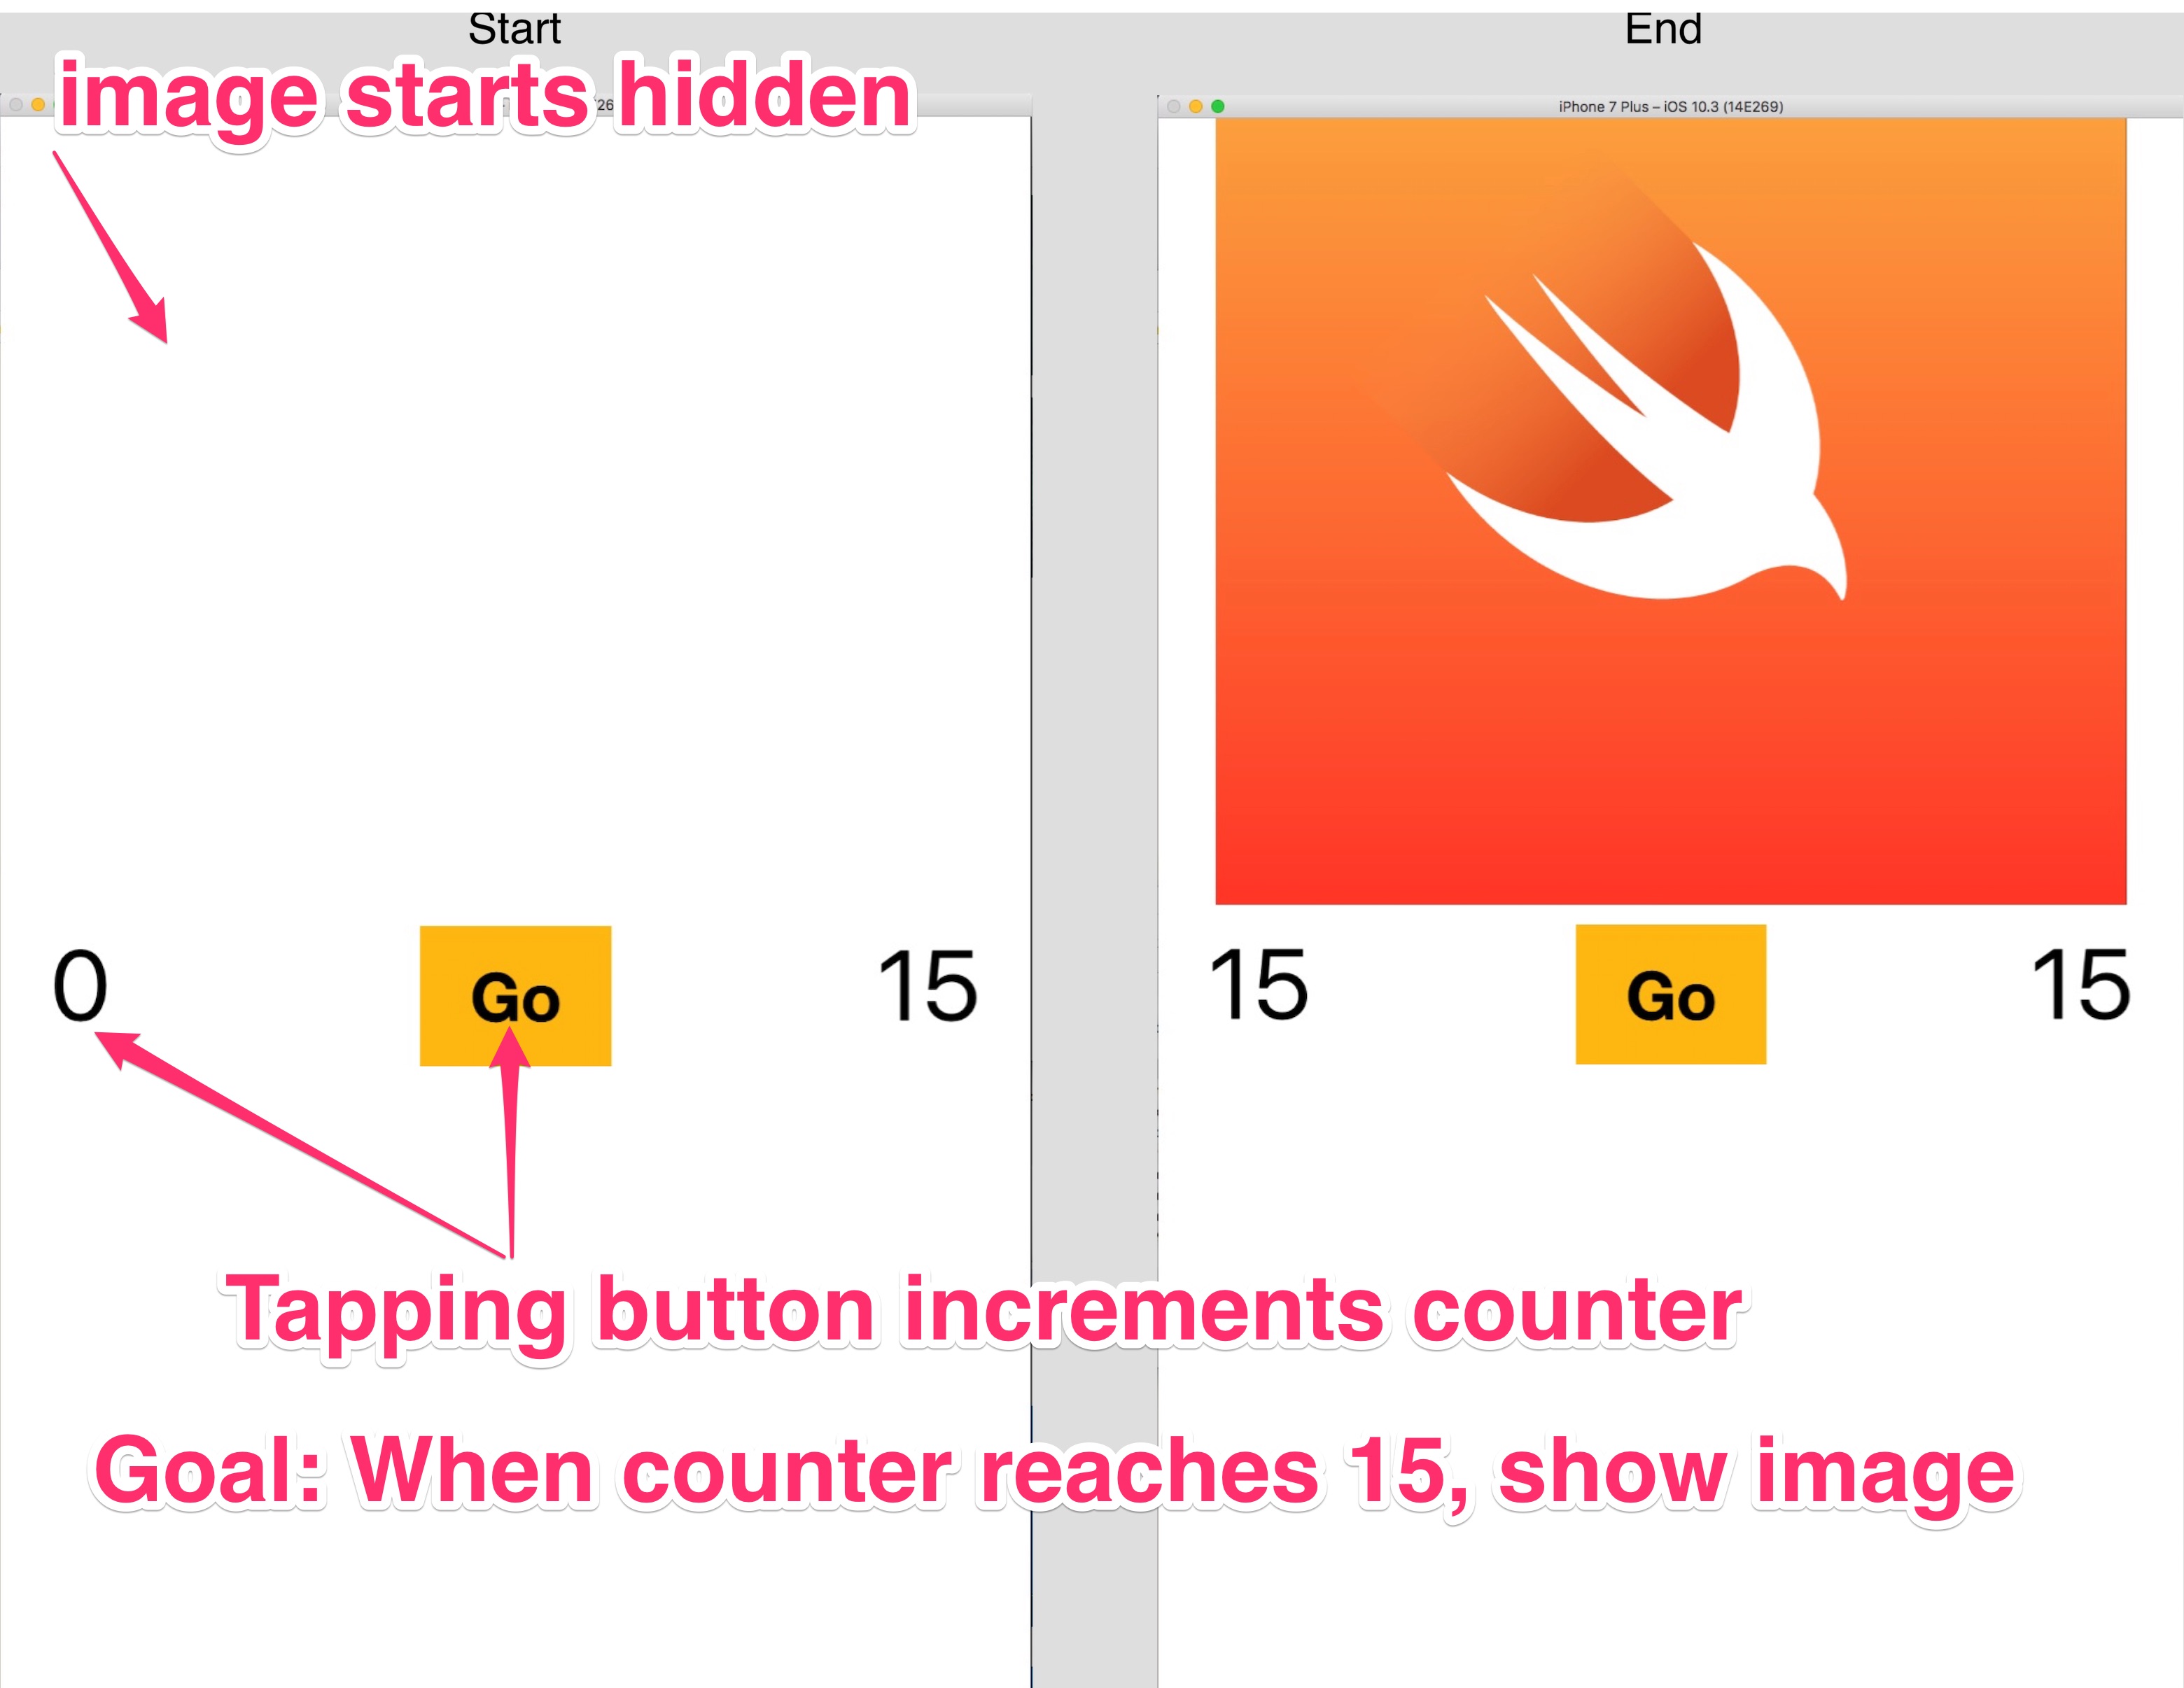 Start
End
image starts hidden
26
iPhone 7 Plus – iOS 10.3 (14E269)
0
Go
15
15
Go
15
Tapping button increments counter
Goal: When counter reaches 15, show image